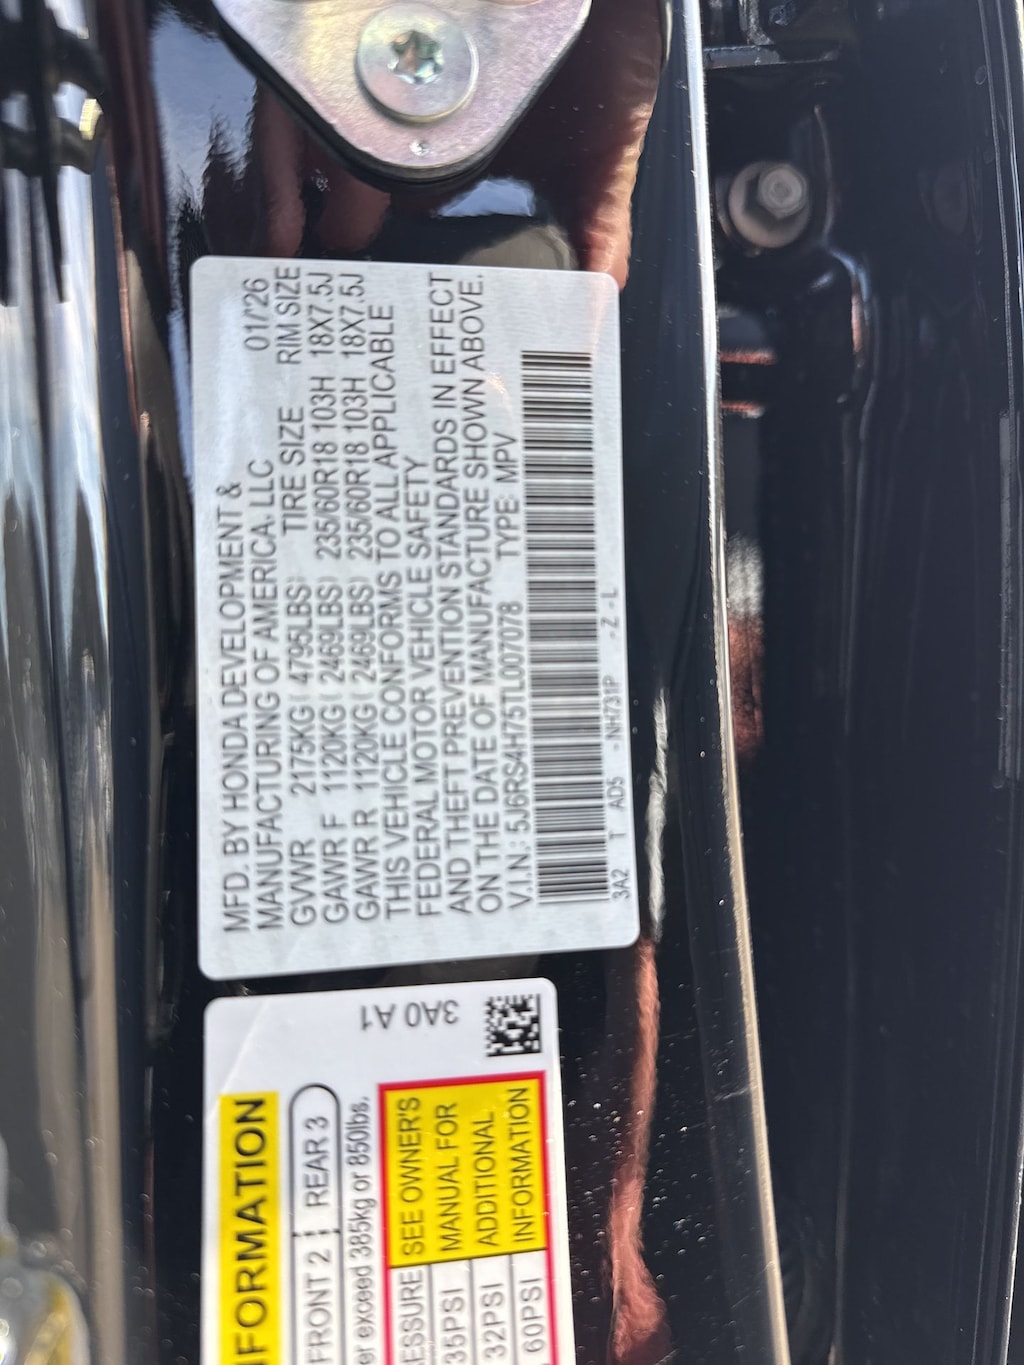 MFD. BY HONDA DEVELOPMENT &
MANUFACTURING OF AMERICA, LLC 01/'26
TIRE SIZE RIM SIZE
GVWR 2175KG ( 4795LBS)
GAWR F 1120KG ( 2469LBS) 235/60R18 103H 18X7.5J
GAWR R 1120KG ( 2469LBS) 235/60R18 103H 18X7.5J
THIS VEHICLE CONFORMS TO ALL APPLICABLE
FEDERAL MOTOR VEHICLE SAFETY
AND THEFT PREVENTION STANDARDS IN EFFECT
ON THE DATE OF MANUFACTURE SHOWN ABOVE.
V.I.N.: 5J6RS4H75TL007078 TYPE: MPV
3A2 T AD5 -NH731P -Z -L
3A0 A1
FORMATION
FRONT 2 REAR 3
er exceed 385kg or 850lbs.
ESSURE
35PSI
32PSI
60PSI
SEE OWNER'S
MANUAL FOR
ADDITIONAL
INFORMATION